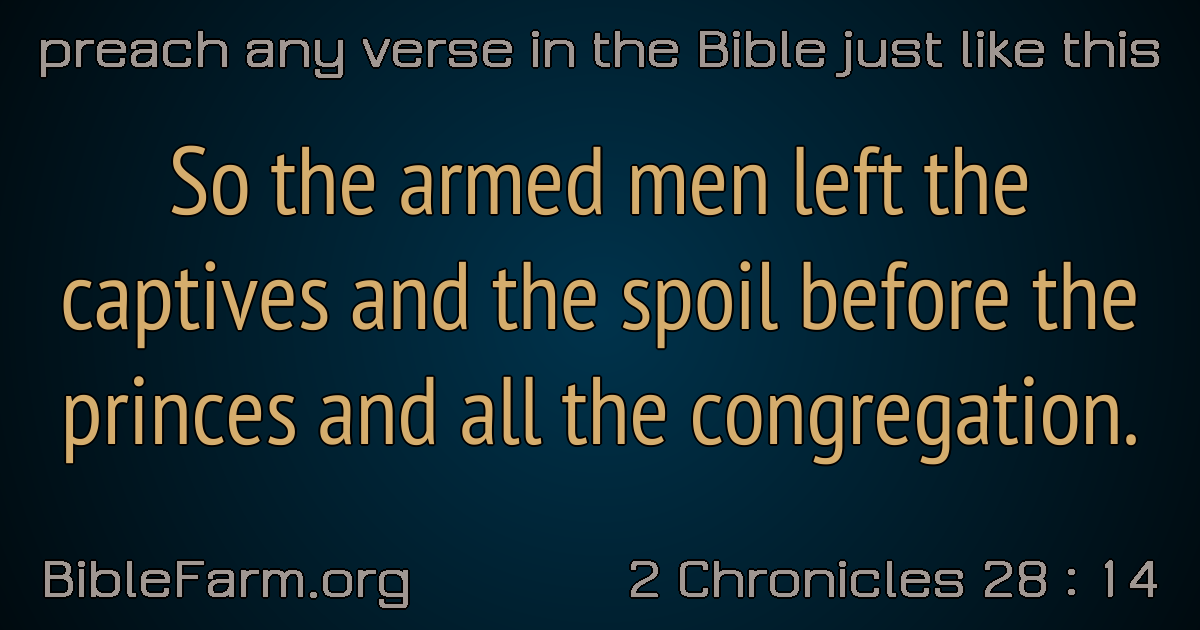 preach any verse in the Bible just like this
So the armed men left the
captives and the spoil before the
princes and all the congregation.
BibleFarm.org
2 Chronicles 28 : 14